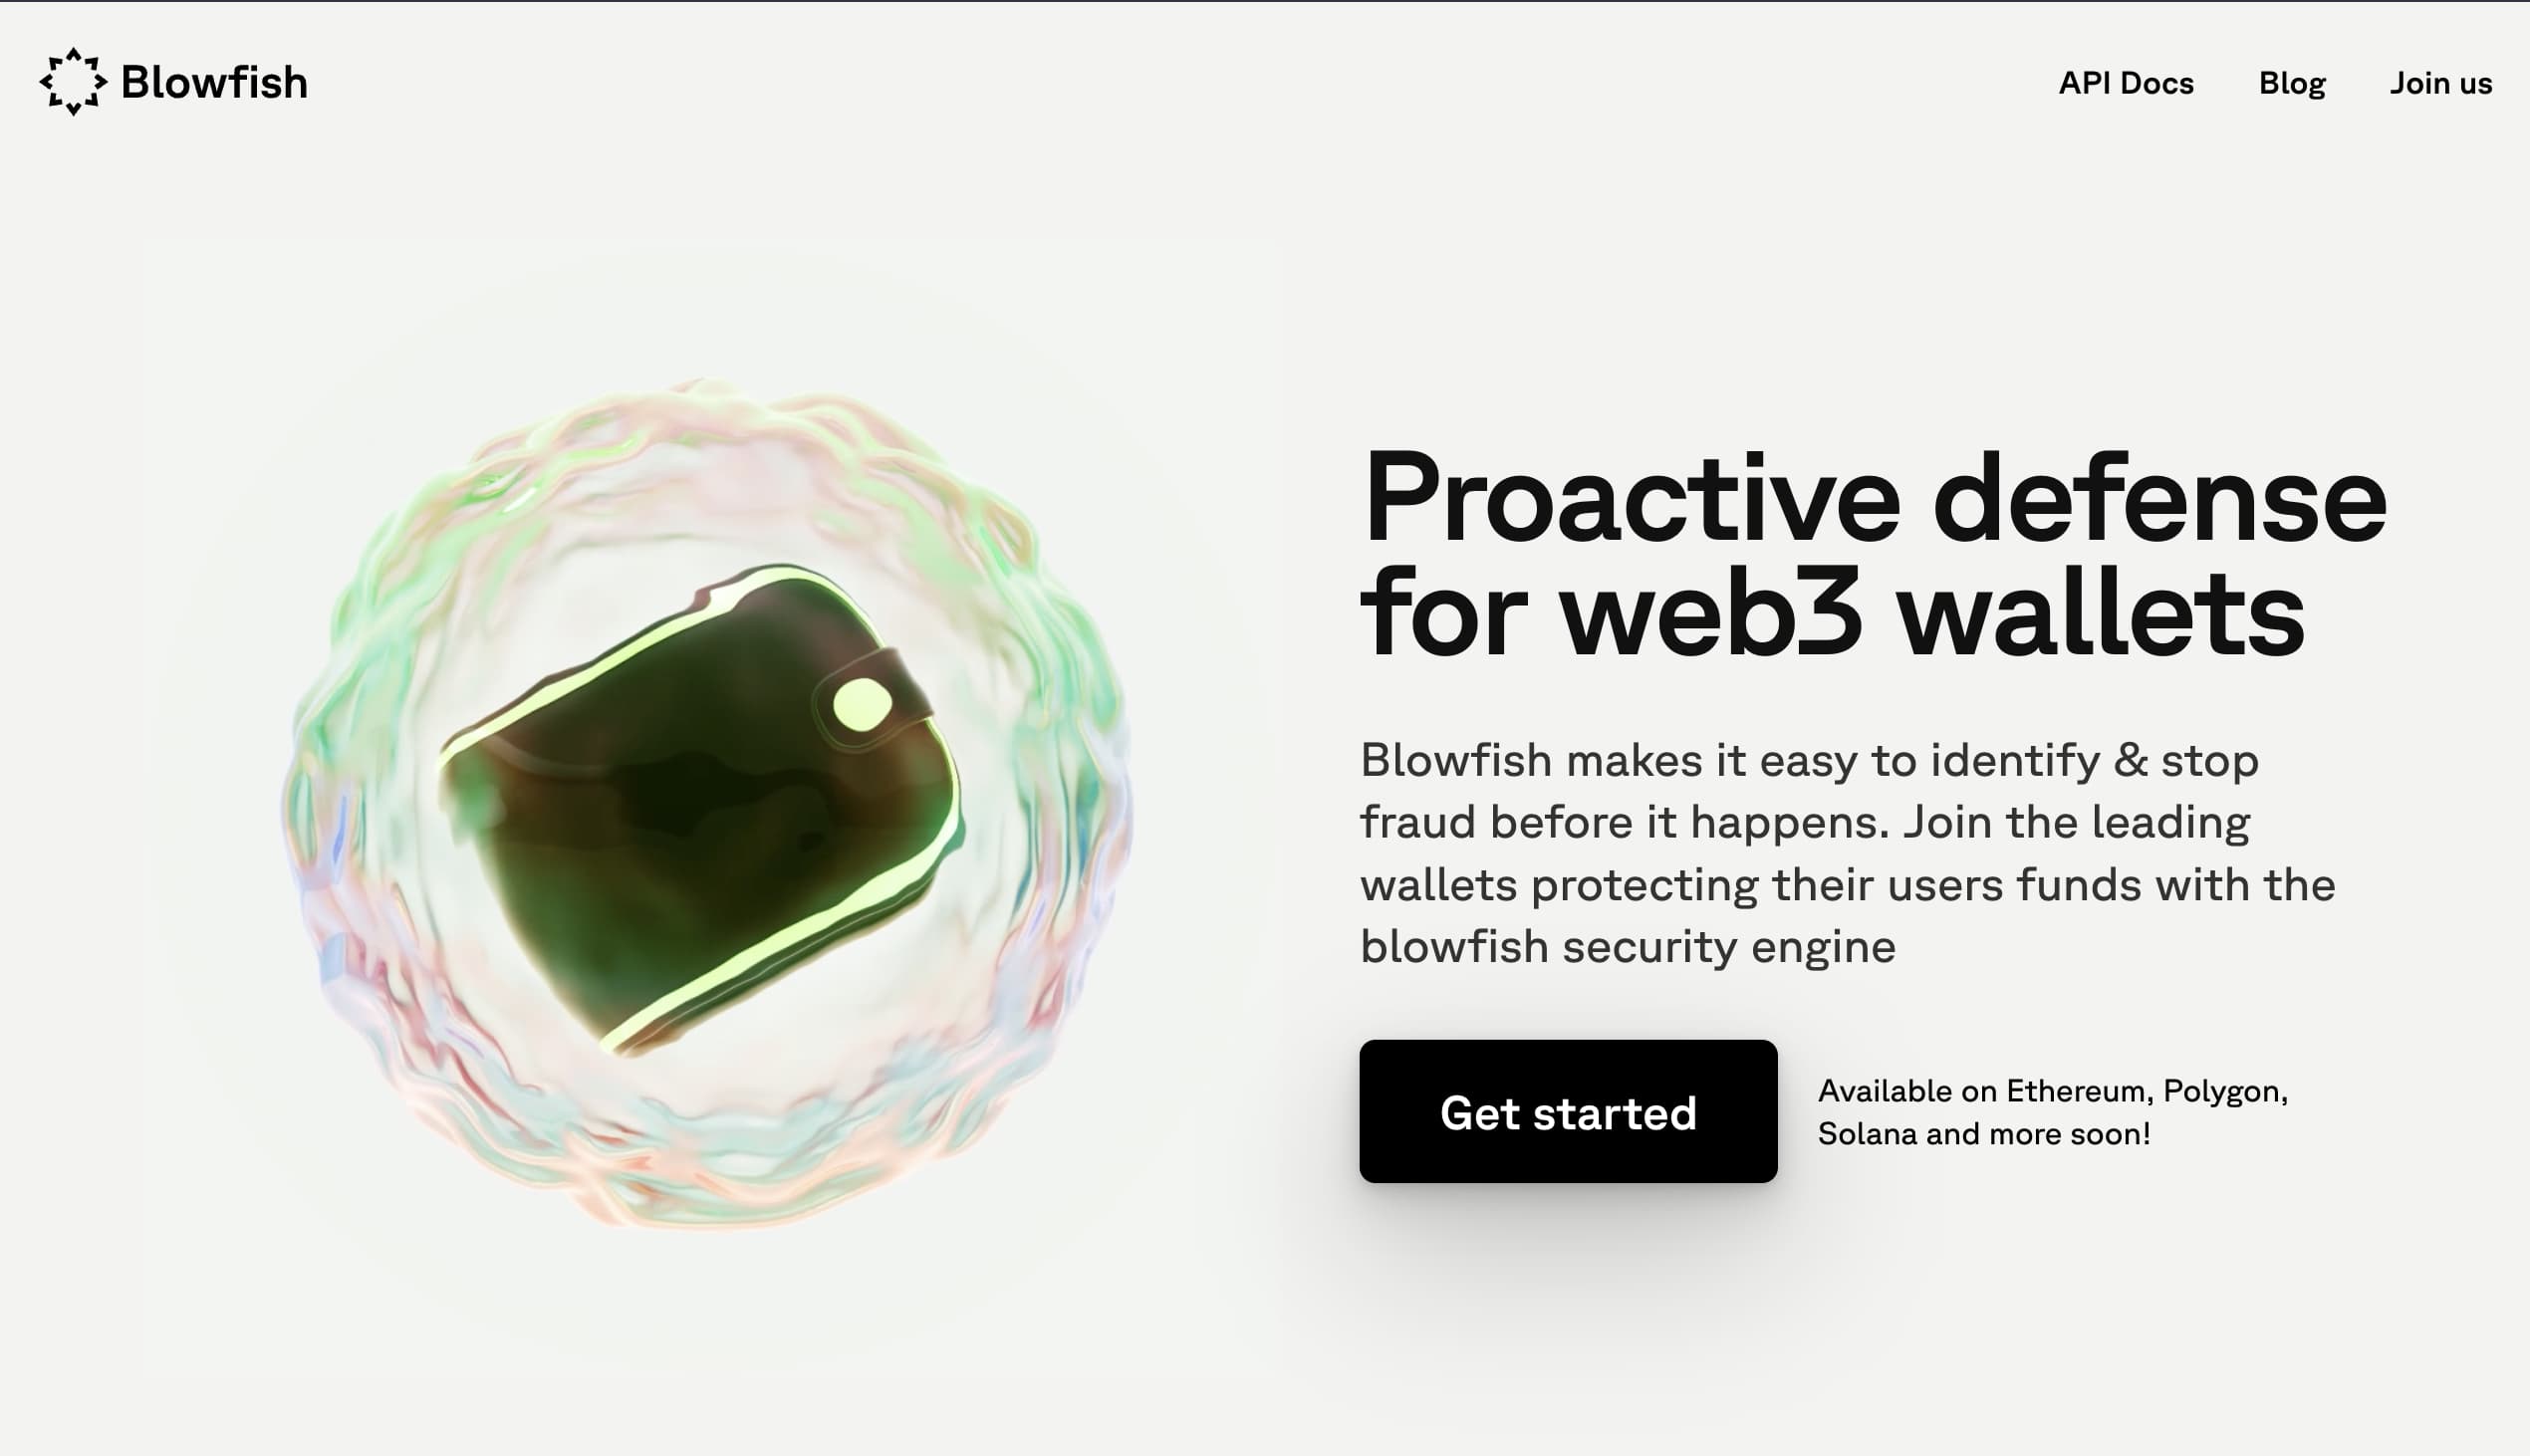 Blowfish
API Docs
Blog
Join us
Proactive defense
for web3 wallets
Blowfish makes it easy to identify & stop
fraud before it happens. Join the leading
wallets protecting their users funds with the
blowfish security engine
Get started
Available on Ethereum, Polygon,
Solana and more soon!